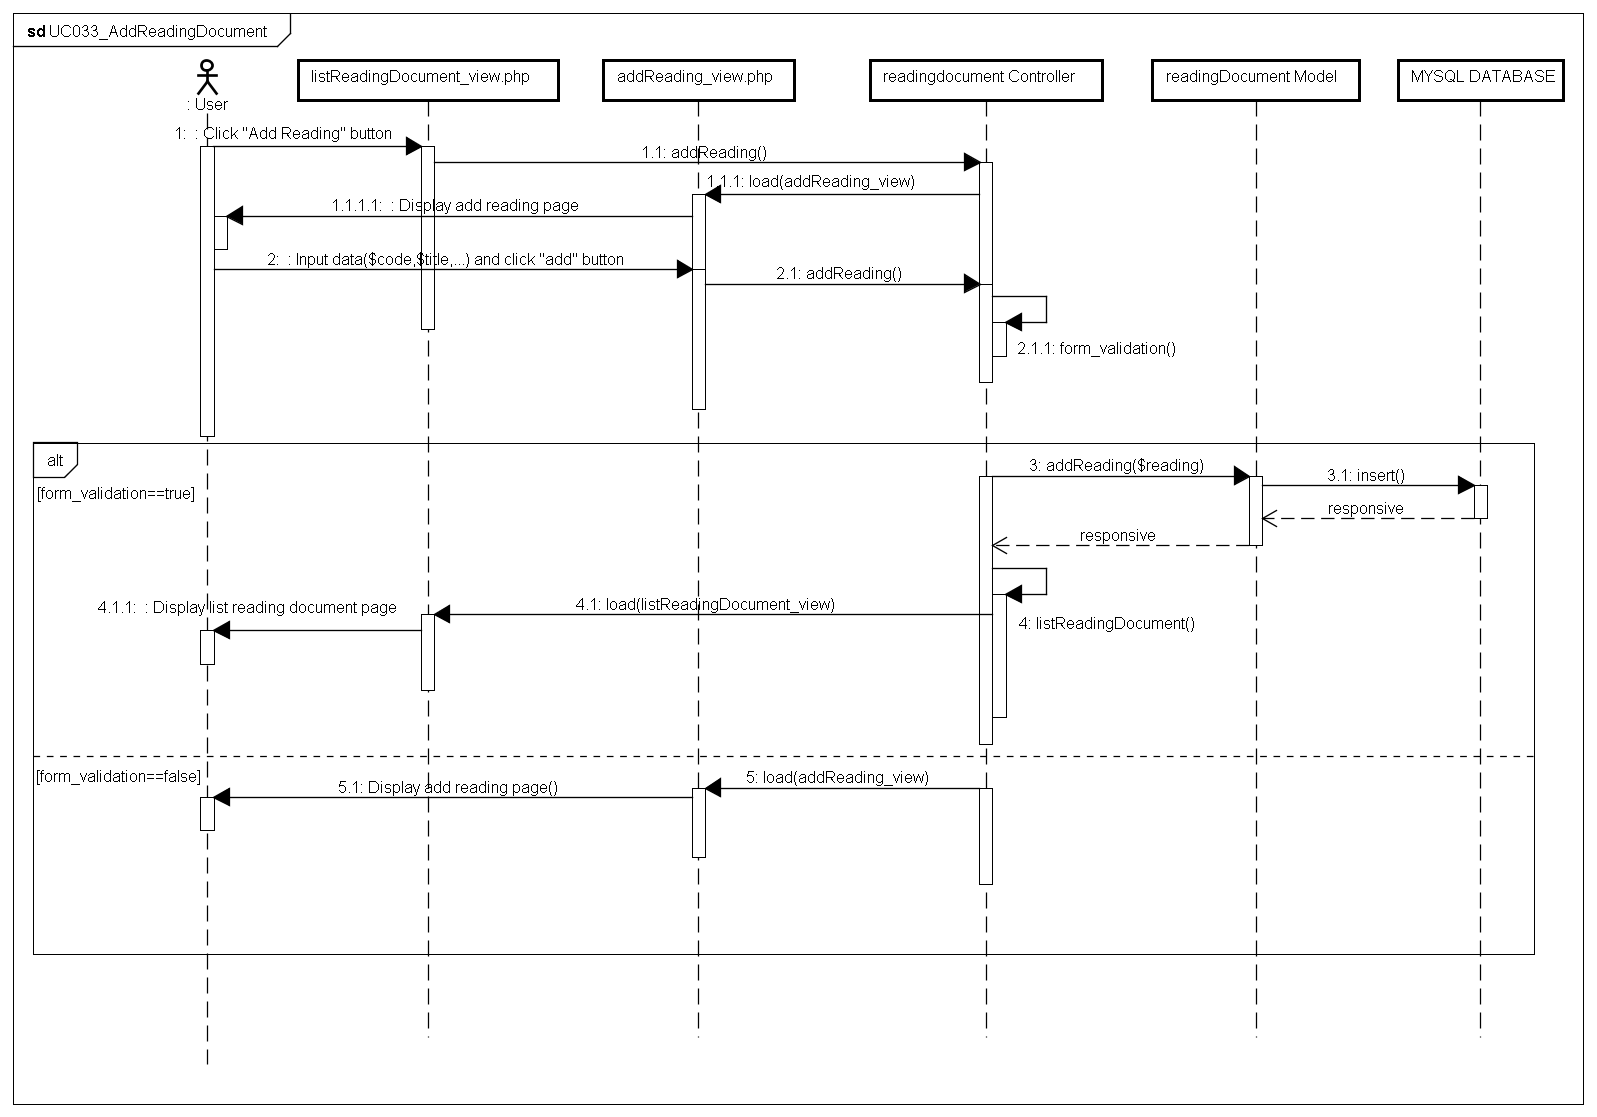 sd UC033_AddReadingDocument
: User
listReadingDocument_view.php
addReading_view.php
readingdocument Controller
readingDocument Model
MYSQL DATABASE
1:  : Click "Add Reading" button
1.1: addReading()
1.1.1: load(addReading_view)
1.1.1.1:  : Display add reading page
2:  : Input data($code,$title,...) and click "add" button
2.1: addReading()
2.1.1: form_validation()
alt
[form_validation==true]
3: addReading($reading)
3.1: insert()
responsive
responsive
4.1.1:  : Display list reading document page
4.1: load(listReadingDocument_view)
4: listReadingDocument()
[form_validation==false]
5: load(addReading_view)
5.1: Display add reading page()